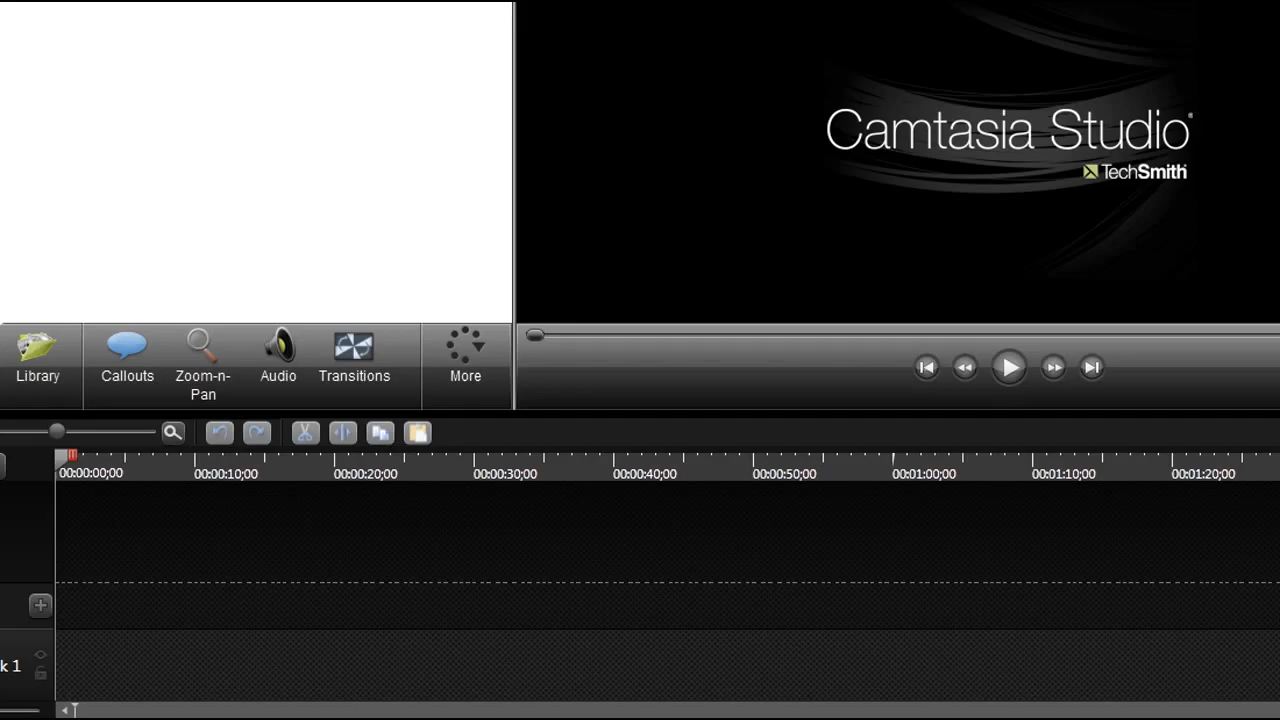 Camtasia Studio®
TechSmith
Library
Callouts
Zoom-n-
Pan
Audio
Transitions
More
00:00:00;00
00:00:10;00
00:00:20;00
00:00:30;00
00:00:40;00
00:00:50;00
00:01:00;00
00:01:10;00
00:01:20;00
k 1